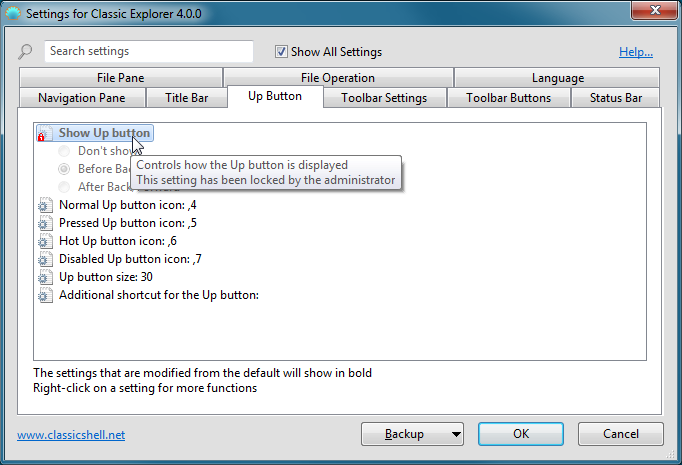 Settings for Classic Explorer 4.0.0
Search settings
Show All Settings
Help...
File Pane
File Operation
Language
Navigation Pane
Title Bar
Up Button
Toolbar Settings
Toolbar Buttons
Status Bar
Show Up button
Don't show
Before Bac
Controls how the Up button is displayed
This setting has been locked by the administrator
After Back
Normal Up button icon: ,4
Pressed Up button icon: ,5
Hot Up button icon: ,6
Disabled Up button icon: ,7
Up button size: 30
Additional shortcut for the Up button:
The settings that are modified from the default will show in bold
Right-click on a setting for more functions
www.classicshell.net
Backup
OK
Cancel